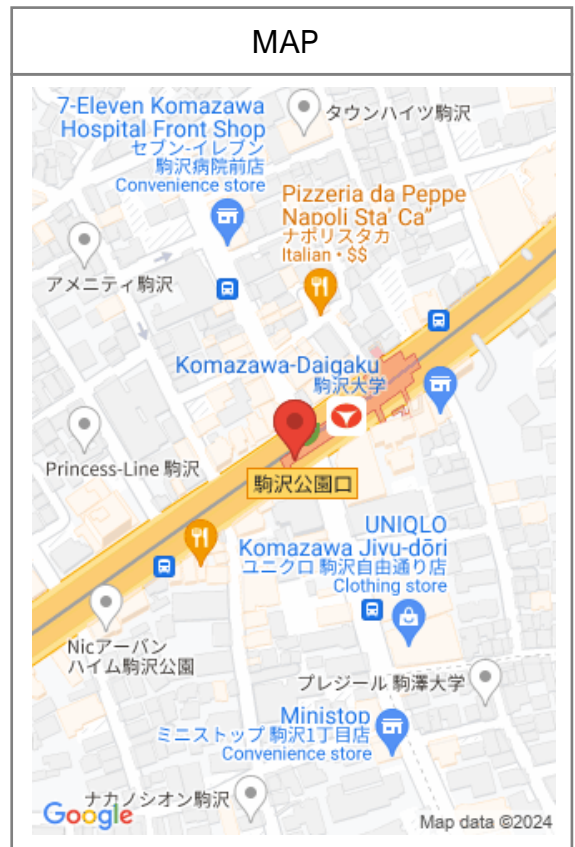 MAP
7-Eleven Komazawa
Hospital Front Shop
セブン-イレブン
駒沢病院前店
Convenience store
タウンハイツ駒沢
Pizzeria da Peppe
Napoli Sta' Ca"
ナポリスタカ
Italian • $$
アメニティ駒沢
Komazawa-Daigaku
駒沢大学
Princess-Line 駒沢
駒沢公園口
UNIQLO
Komazawa Jiyu-dōri
ユニクロ 駒沢自由通り店
Clothing store
Nicアーバン
ハイム駒沢公園
プレジール 駒澤大学
Ministop
ミニストップ 駒沢1丁目店
Convenience store
ナカノシオン駒沢
Google
Map data ©2024